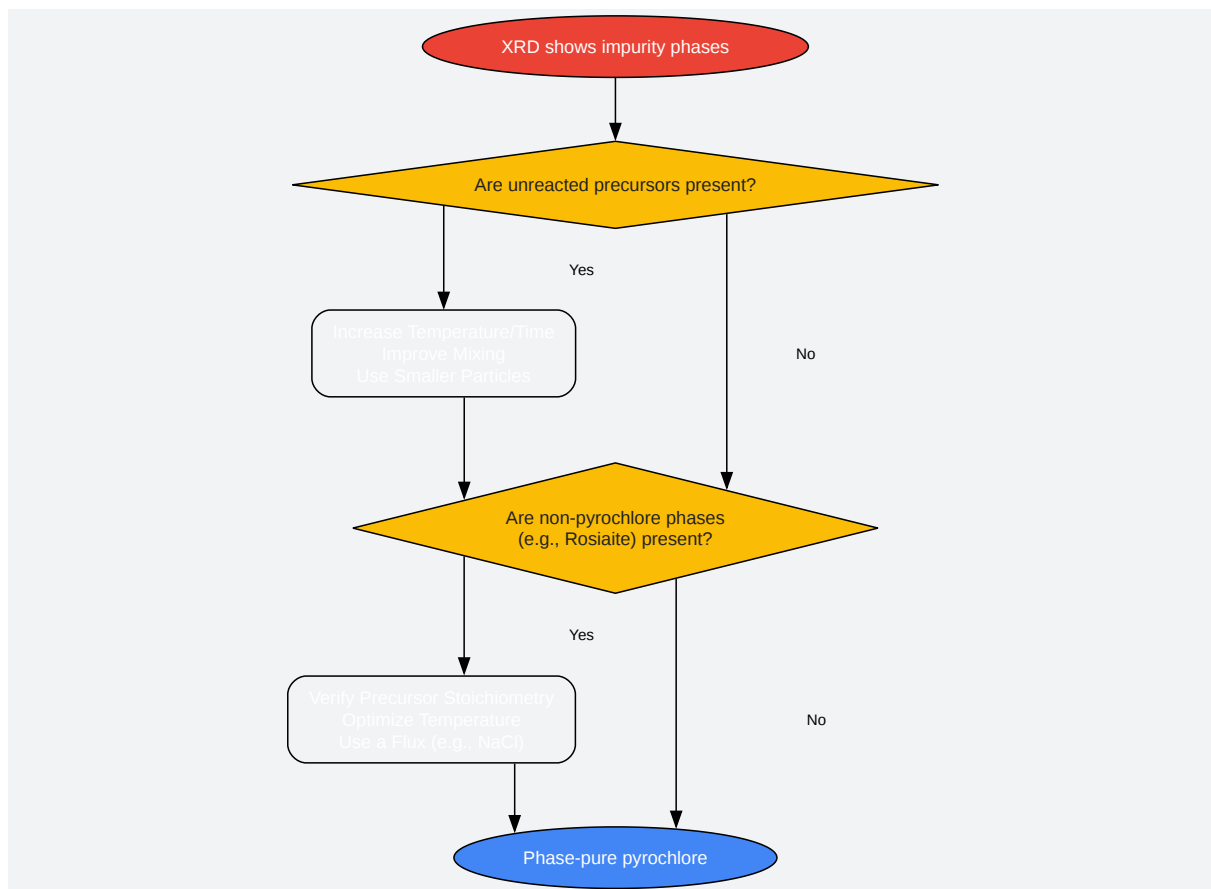 XRD shows impurity phases
Are unreacted precursors present?
Yes
Increase Temperature/Time
Improve Mixing
Use Smaller Particles
No
Are non-pyrochlore phases
(e.g., Rosiaite) present?
Yes
Verify Precursor Stoichiometry
Optimize Temperature
Use a Flux (e.g., NaCl)
No
Phase-pure pyrochlore